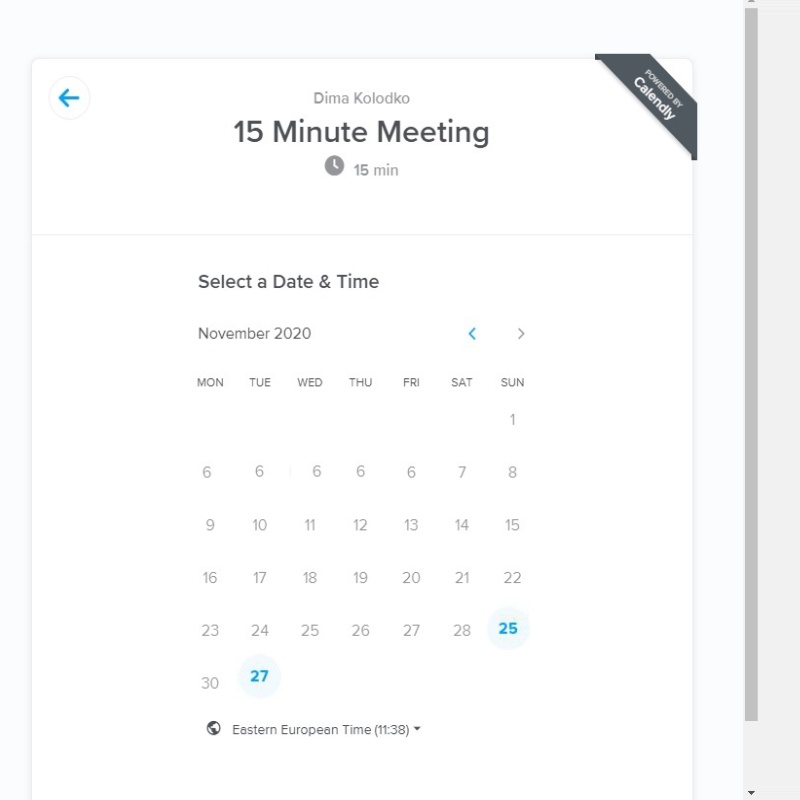 POWERED BY
Calendly
Dima Kolodko
15 Minute Meeting
15 min
Select a Date & Time
November 2020
MON TUE WED THU FRI SAT SUN
1
6 6 6 6 6 7 8
9 10 11 12 13 14 15
16 17 18 19 20 21 22
23 24 25 26 27 28 25
30 27
Eastern European Time (11:38)